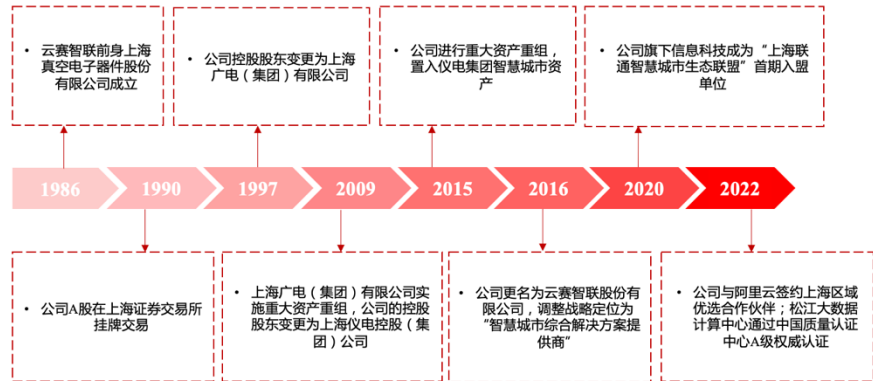 • 云赛智联前身上海
真空电子器件股份
有限公司成立
• 公司控股股东变更为上海
广电（集团）有限公司
• 公司进行重大资产重组，
置入仪电集团智慧城市资
产
• 公司旗下信息科技成为“上海联
通智慧城市生态联盟”首期入盟
单位
1986 1990 1997 2009 2015 2016 2020 2022
• 公司A股在上海证券交易所
挂牌交易
• 上海广电（集团）有限公司实
施重大资产重组，公司的控股
股东变更为上海仪电控股（集
团）公司
• 公司更名为云赛智联股份有
限公司，调整战略定位为
“智慧城市综合解决方案提
供商”
• 公司与阿里云签约上海区域
优选合作伙伴；松江大数据
计算中心通过中国质量认证
中心A级权威认证